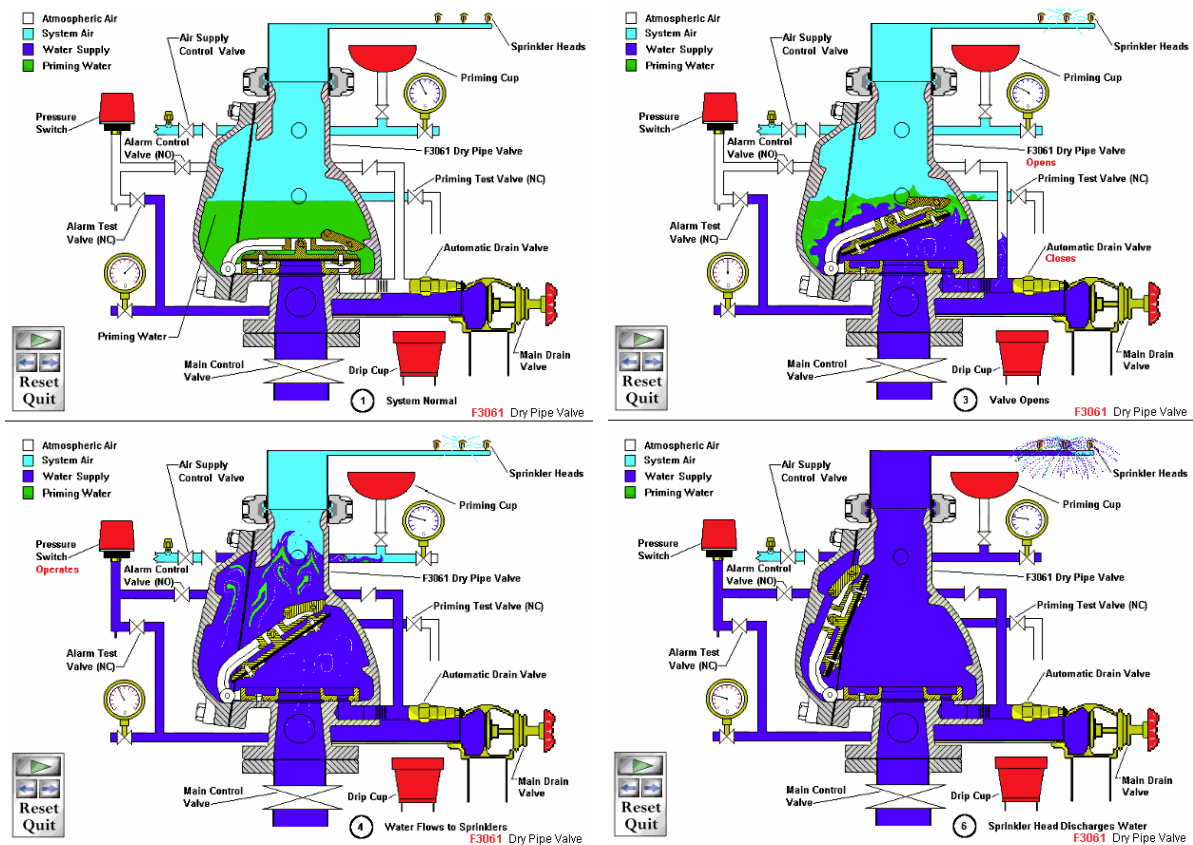 Atmospheric Air
System Air
Water Supply
Priming Water
Air Supply
Control Valve
Sprinkler Heads
Priming Cup
Pressure
Switch
Alarm Control
Valve (NO)
F3061 Dry Pipe Valve
Priming Test Valve (NC)
Alarm Test
Valve (NC)
Automatic Drain Valve
Priming Water
Main Control
Valve
Drip Cup
Main Drain
Valve
Reset
Quit
1 System Normal
F3061 Dry Pipe Valve
Atmospheric Air
System Air
Water Supply
Priming Water
Air Supply
Control Valve
Sprinkler Heads
Priming Cup
Pressure
Switch
Alarm Control
Valve (NO)
F3061 Dry Pipe Valve
Opens
Priming Test Valve (NC)
Alarm Test
Valve (NC)
Automatic Drain Valve
Closes
Main Control
Valve
Drip Cup
Main Drain
Valve
Reset
Quit
3 Valve Opens
F3061 Dry Pipe Valve
Atmospheric Air
System Air
Water Supply
Priming Water
Air Supply
Control Valve
Sprinkler Heads
Priming Cup
Pressure
Switch
Operates
Alarm Control
Valve (NO)
F3061 Dry Pipe Valve
Priming Test Valve (NC)
Alarm Test
Valve (NC)
Automatic Drain Valve
Main Control
Valve
Drip Cup
Main Drain
Valve
Reset
Quit
4 Water Flows to Sprinklers
F3061 Dry Pipe Valve
Atmospheric Air
System Air
Water Supply
Priming Water
Air Supply
Control Valve
Sprinkler Heads
Priming Cup
Pressure
Switch
Alarm Control
Valve (NO)
F3061 Dry Pipe Valve
Priming Test Valve (NC)
Alarm Test
Valve (NC)
Automatic Drain Valve
Main Control
Valve
Drip Cup
Main Drain
Valve
Reset
Quit
6 Sprinkler Head Discharges Water
F3061 Dry Pipe Valve